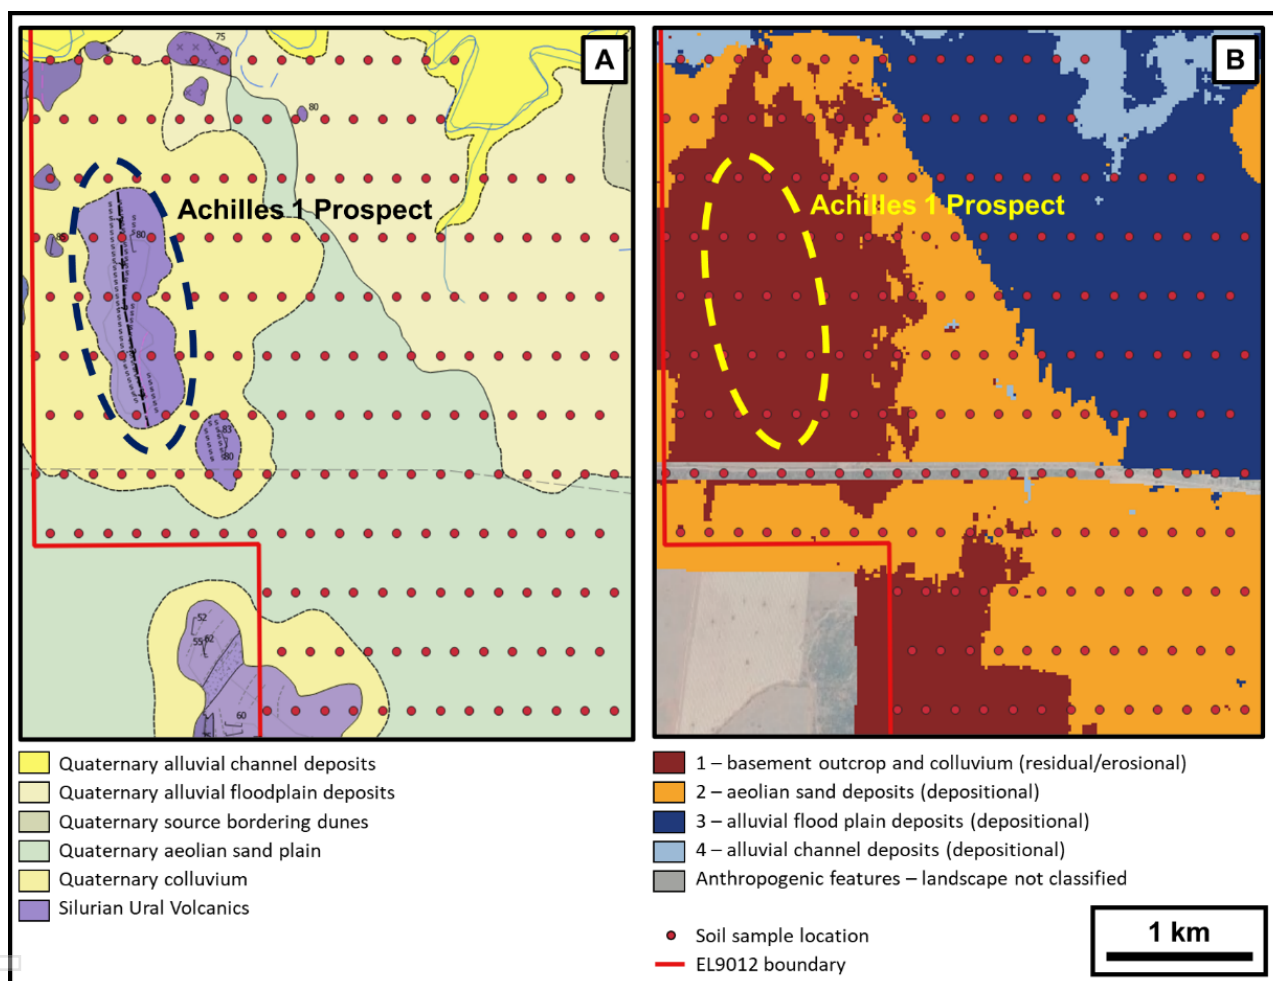 75
A
80
Achilles 1 Prospect
80
85
83
80
52
55
62
60
B
Achilles 1 Prospect
Quaternary alluvial channel deposits
Quaternary alluvial floodplain deposits
Quaternary source bordering dunes
Quaternary aeolian sand plain
Quaternary colluvium
Silurian Ural Volcanics
1 – basement outcrop and colluvium (residual/erosional)
2 – aeolian sand deposits (depositional)
3 – alluvial flood plain deposits (depositional)
4 – alluvial channel deposits (depositional)
Anthropogenic features – landscape not classified
Soil sample location
EL9012 boundary
1 km